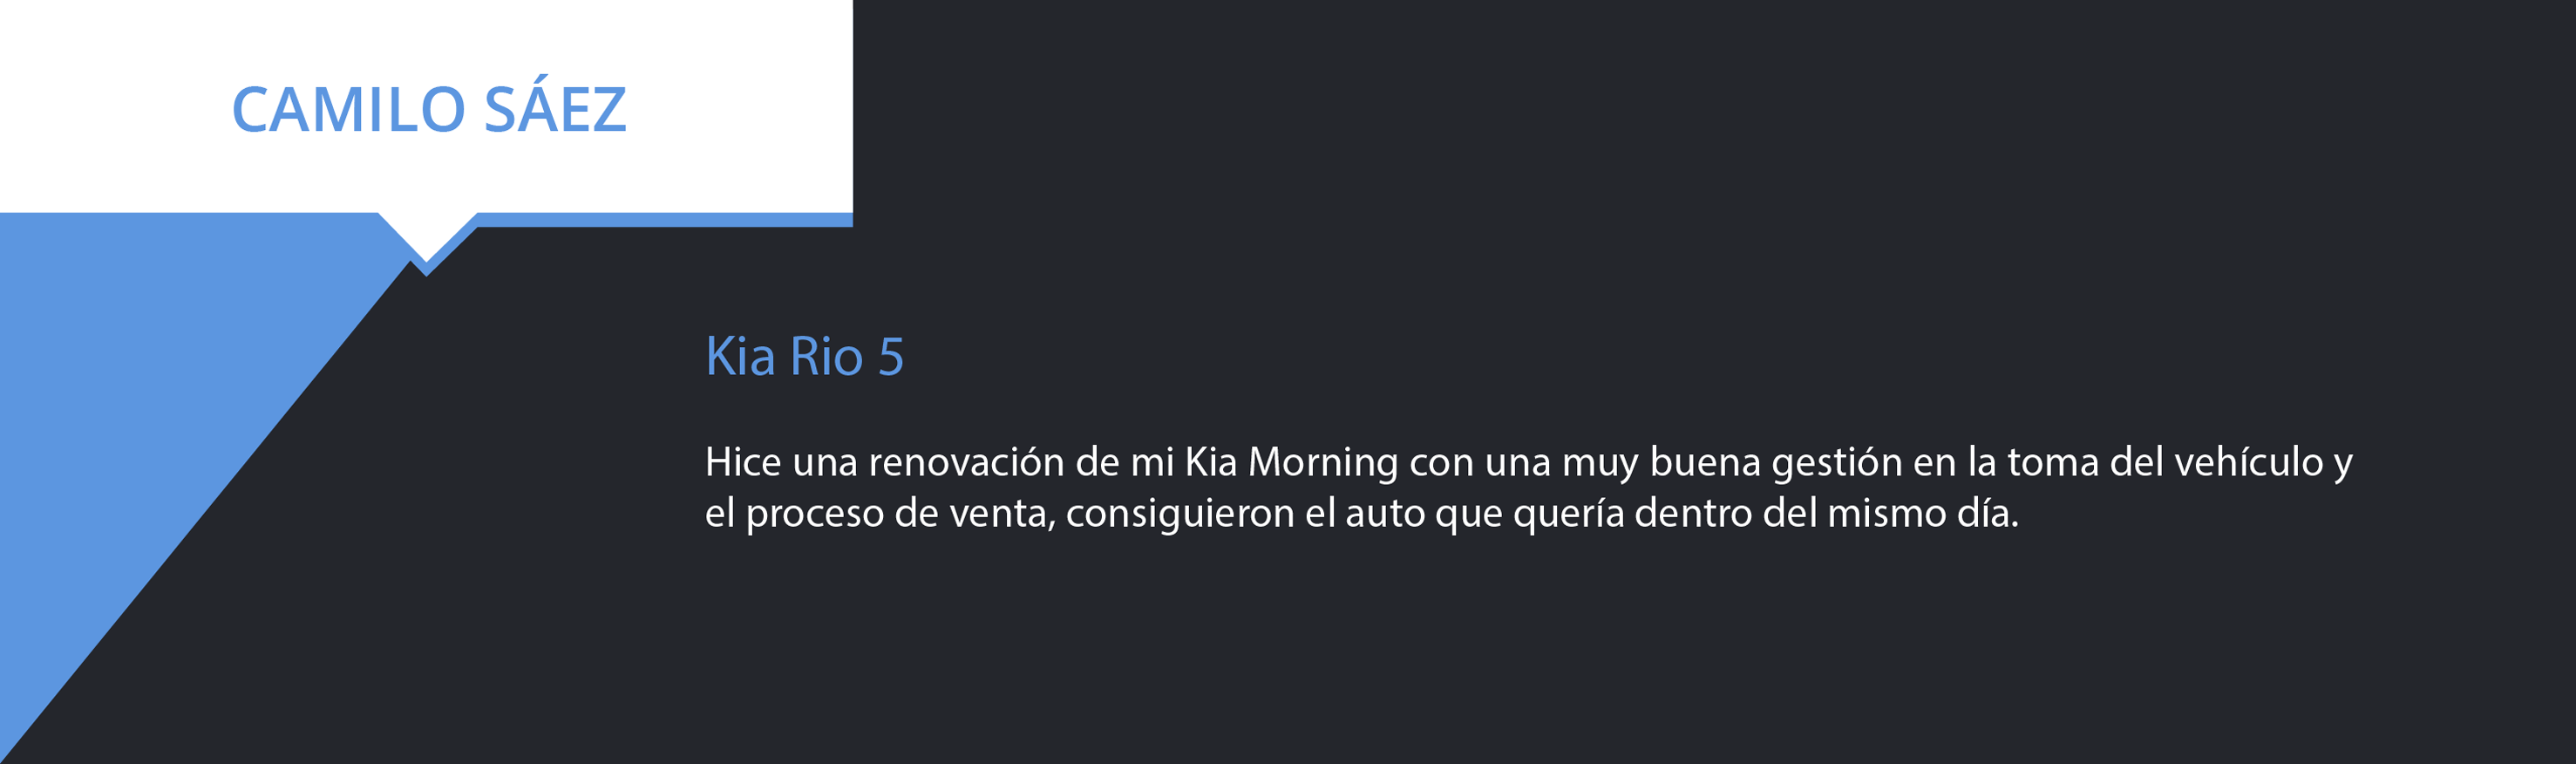 CAMILO SÁEZ
Kia Rio 5
Hice una renovación de mi Kia Morning con una muy buena gestión en la toma del vehículo y
el proceso de venta, consiguieron el auto que quería dentro del mismo día.